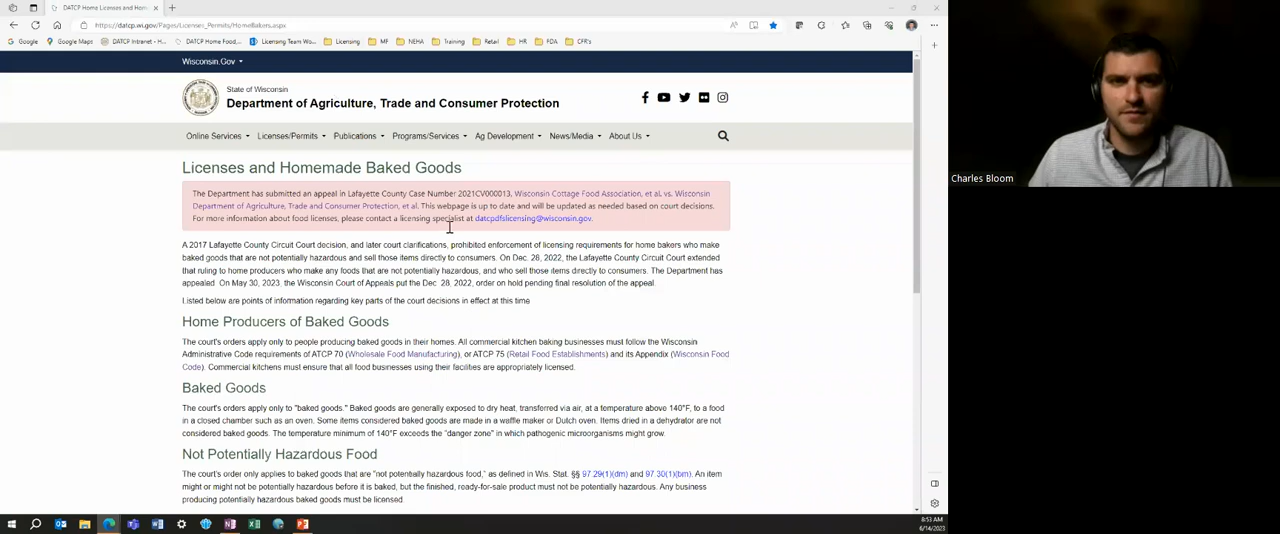 DATCP Home Licenses and Hom
https://datcp.wi.gov/Pages/Licenses_Permits/HomeBakers.aspx
Google Google Maps DATCP Intranet - H... DATCP Home Food,... Licensing Team Wo... Licensing MF NEHA Training Retail HR FDA CFR's
Wisconsin.Gov
State of Wisconsin
Department of Agriculture, Trade and Consumer Protection
Online Services Licenses/Permits Publications Programs/Services Ag Development News/Media About Us
Licenses and Homemade Baked Goods
The Department has submitted an appeal in Lafayette County Case Number 2021CV000013, Wisconsin Cottage Food Association, et al, vs. Wisconsin
Department of Agriculture, Trade and Consumer Protection, et al. This webpage is up to date and will be updated as needed based on court decisions.
For more information about food licenses, please contact a licensing specialist at datcpdfslicensing@wisconsin.gov.
A 2017 Lafayette County Circuit Court decision, and later court clarifications, prohibited enforcement of licensing requirements for home bakers who make
baked goods that are not potentially hazardous and sell those items directly to consumers. On Dec. 28, 2022, the Lafayette County Circuit Court extended
that ruling to home producers who make any foods that are not potentially hazardous, and who sell those items directly to consumers. The Department has
appealed. On May 30, 2023, the Wisconsin Court of Appeals put the Dec. 28, 2022, order on hold pending final resolution of the appeal.
Listed below are points of information regarding key parts of the court decisions in effect at this time.
Home Producers of Baked Goods
The court's orders apply only to people producing baked goods in their homes. All commercial kitchen baking businesses must follow the Wisconsin
Administrative Code requirements of ATCP 70 (Wholesale Food Manufacturing), or ATCP 75 (Retail Food Establishments) and its Appendix (Wisconsin Food
Code). Commercial kitchens must ensure that all food businesses using their facilities are appropriately licensed.
Baked Goods
The court's orders apply only to "baked goods." Baked goods are generally exposed to dry heat, transferred via air, at a temperature above 140°F, to a food
in a closed chamber such as an oven. Some items considered baked goods are made in a waffle maker or Dutch oven. Items dried in a dehydrator are not
considered baked goods. The temperature minimum of 140°F exceeds the "danger zone" in which pathogenic microorganisms might grow.
Not Potentially Hazardous Food
The court's order only applies to baked goods that are "not potentially hazardous food," as defined in Wis. Stat. §§ 97.29(1)(dm) and 97.30(1)(bm). An item
might or might not be potentially hazardous before it is baked, but the finished, ready-for-sale product must not be potentially hazardous. Any business
producing potentially hazardous baked goods must be licensed.
8:53 AM
6/14/2023
Charles Bloom